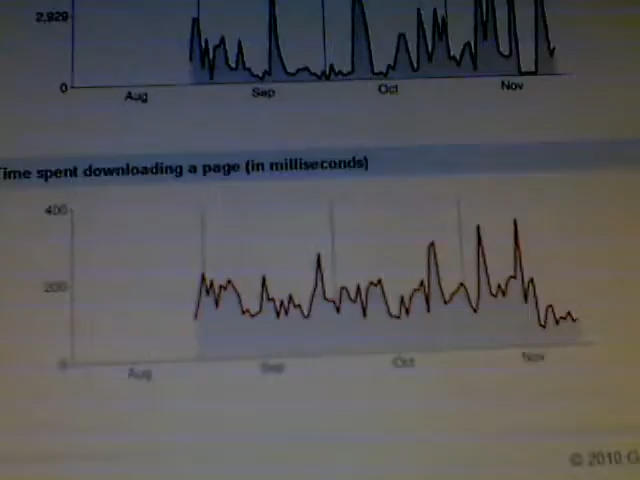 2,929
0
Aug Sep Oct Nov
Time spent downloading a page (in milliseconds)
400
200
0
Aug Sep Oct Nov
© 2010 G